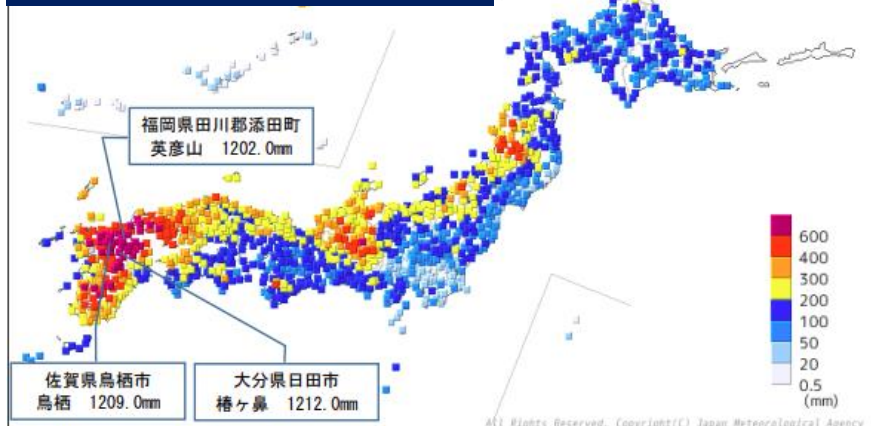 福岡県田川郡添田町
英彦山 1202.0mm
佐賀県鳥栖市
鳥栖 1209.0mm
大分県日田市
椿ヶ鼻 1212.0mm
600
400
300
200
100
50
20
0.5
(mm)
All Rights Reserved, Copyright(C) Japan Meteorological Agency